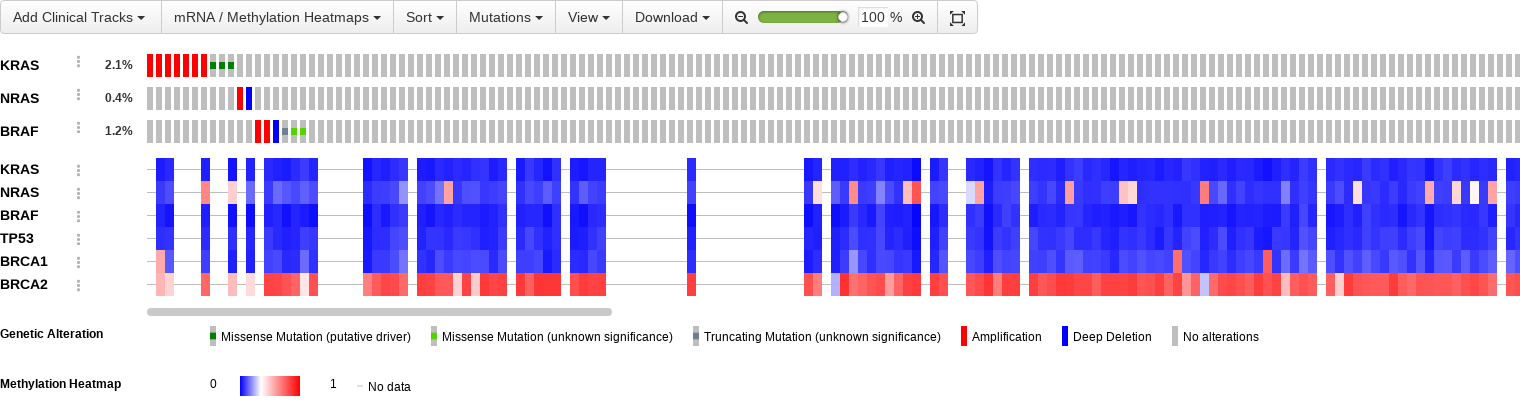 Add Clinical Tracks mRNA / Methylation Heatmaps Sort Mutations View Download 100 %
KRAS 2.1%
NRAS 0.4%
BRAF 1.2%
KRAS
NRAS
BRAF
TP53
BRCA1
BRCA2
Genetic Alteration Missense Mutation (putative driver) Missense Mutation (unknown significance) Truncating Mutation (unknown significance) Amplification Deep Deletion No alterations
Methylation Heatmap 0 1 No data